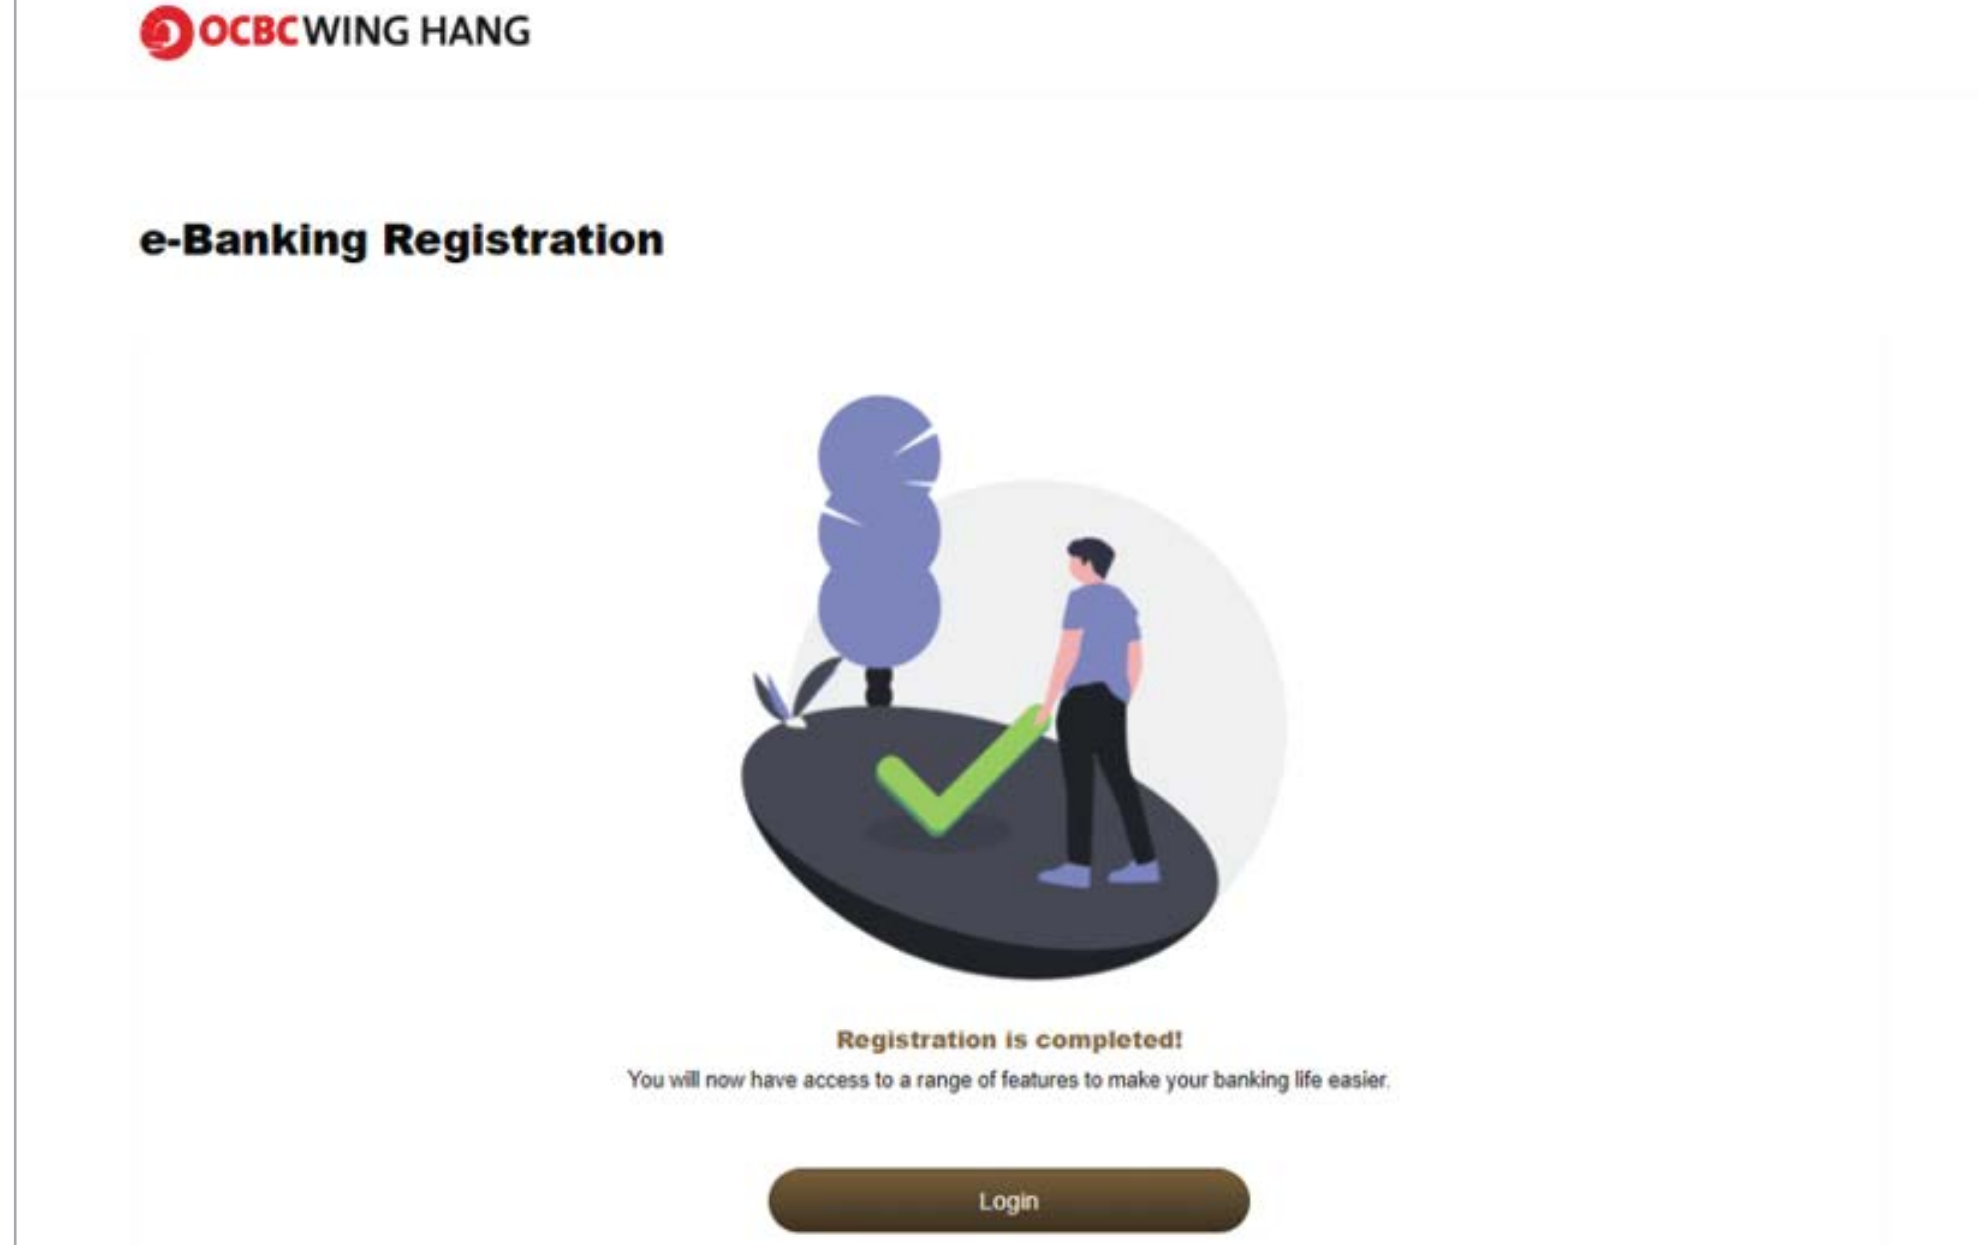 OCBC WING HANG
e-Banking Registration
Registration is completed!
You will now have access to a range of features to make your banking life easier.
Login